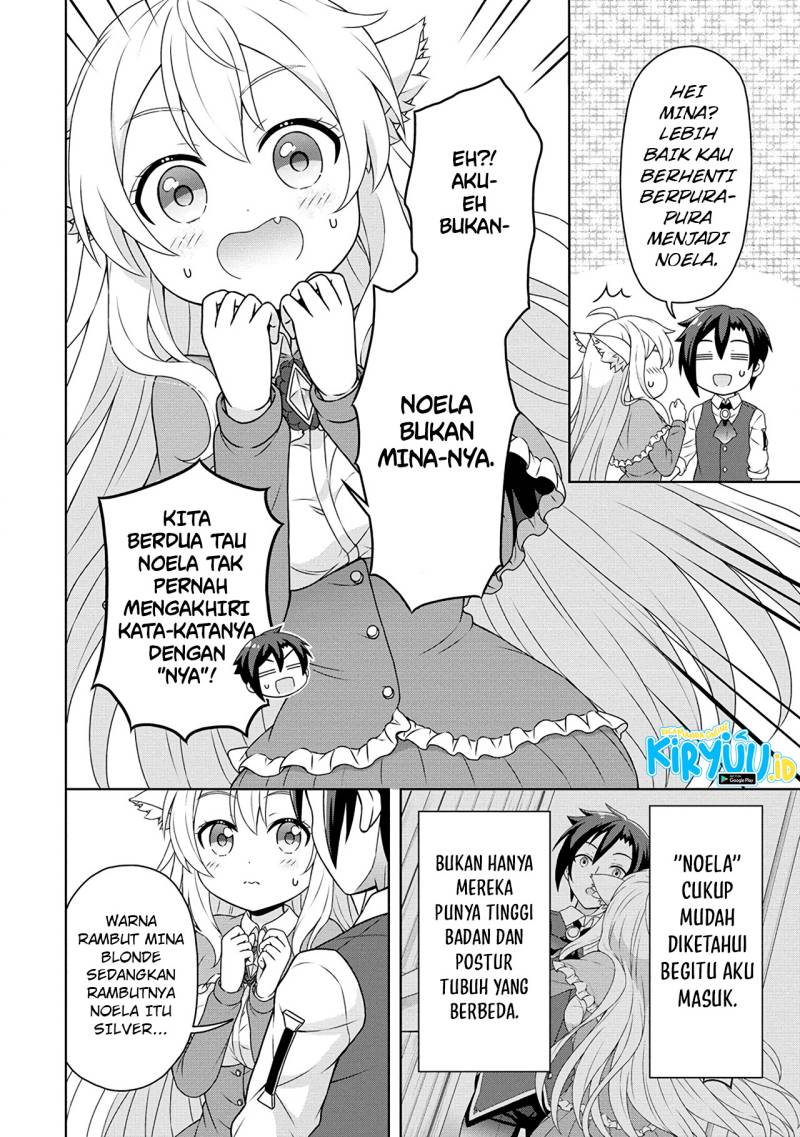 HEI
MINA?
LEBIH
BAIK KAU
BERHENTI
BERPURA-
PURA
MENJADI
NOELA.
EH?!
AKU-
EH
BUKAN-
NOELA
BUKAN
MINA-NYA.
KITA
BERDUA TAU
NOELA TAK
PERNAH
MENGAKHIRI
KATA-KATANYA
DENGAN
"NYA"!
KIRYUU.ID
Google Play
"NOELA"
CUKUP
MUDAH
DIKETAHUI
BEGITU AKU
MASUK.
BUKAN HANYA
MEREKA
PUNYA TINGGI
BADAN DAN
POSTUR
TUBUH YANG
BERBEDA.
WARNA
RAMBUT MINA
BLONDE
SEDANGKAN
RAMBUTNYA
NOELA ITU
SILVER...